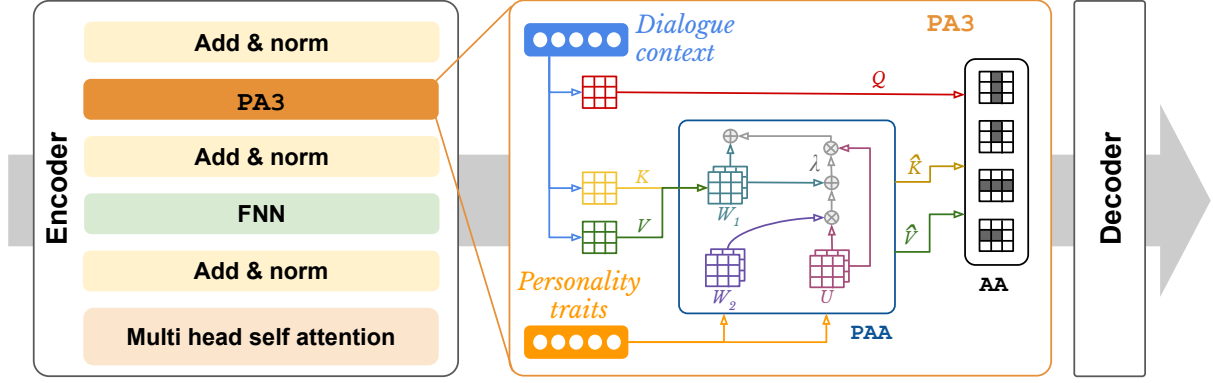 Encoder
Add & norm
PA3
Add & norm
FNN
Add & norm
Multi head self attention
PA3
Dialogue
context
Q
K
V
W₁
λ
W₂
U
K̂
V̂
PAA
AA
Personality
traits
Decoder